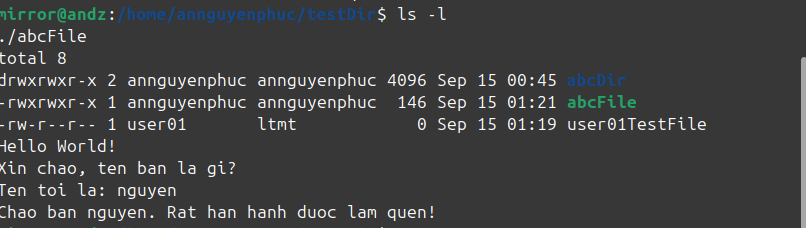 mirror@andz:/home/annguyenphuc/testDir$ ls -l
./abcFile
total 8
drwxrwxr-x 2 annguyenphuc annguyenphuc 4096 Sep 15 00:45 abcDir
-rwxrwxr-x 1 annguyenphuc annguyenphuc  146 Sep 15 01:21 abcFile
-rw-r--r-- 1 user01       ltmt            0 Sep 15 01:19 user01TestFile
Hello World!
Xin chao, ten ban la gi?
Ten toi la: nguyen
Chao ban nguyen. Rat han hanh duoc lam quen!